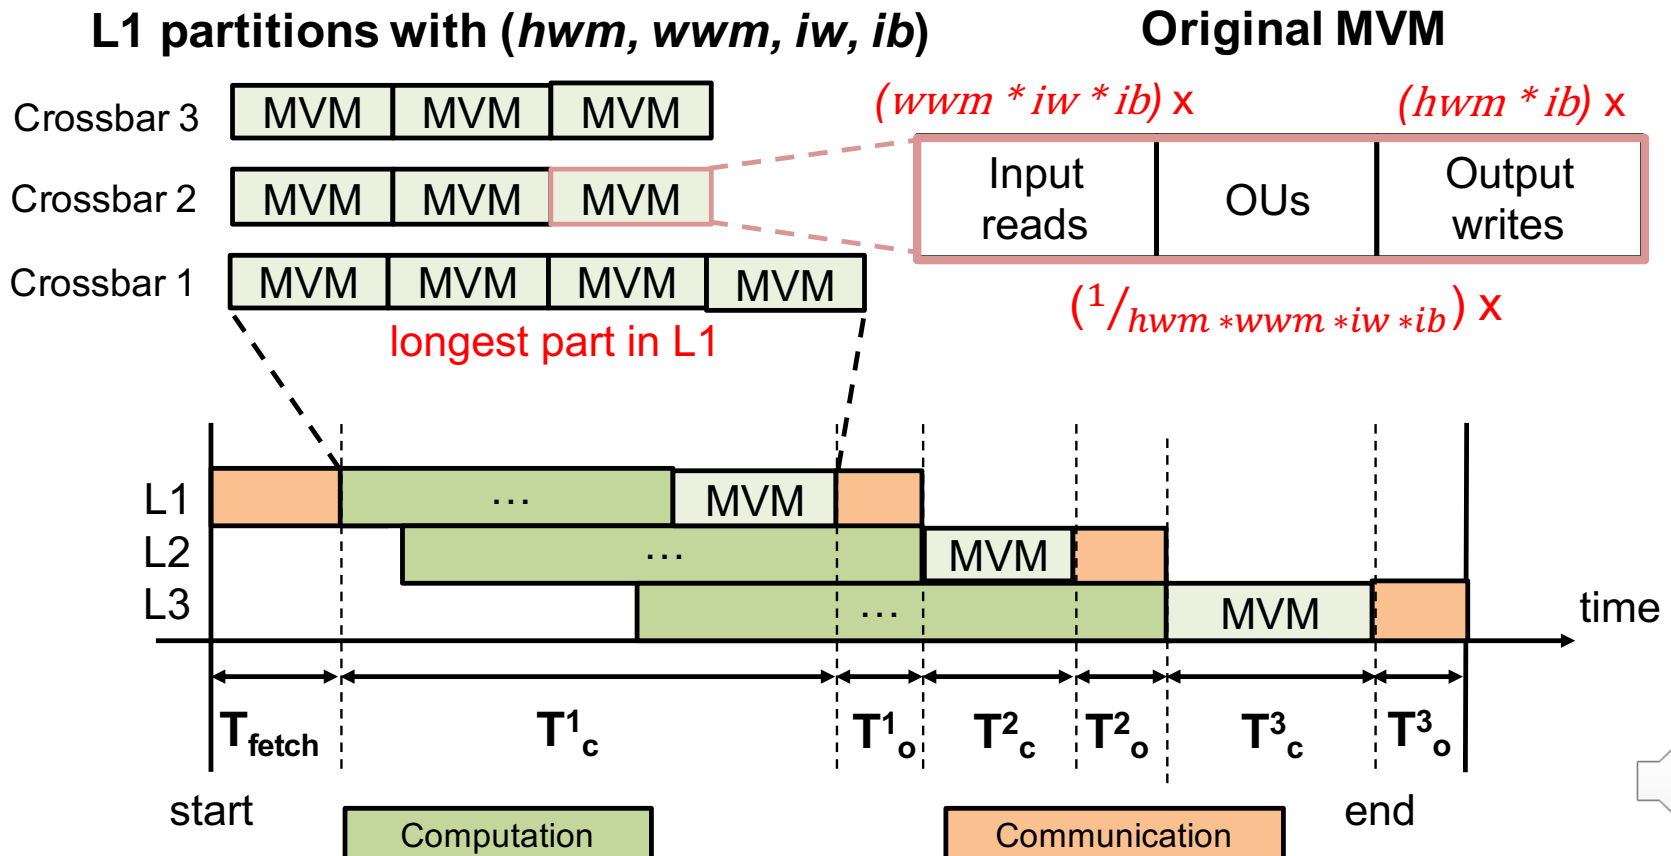 L1 partitions with (hwm, wwm, iw, ib)
Original MVM
Crossbar 3 MVM MVM MVM
Crossbar 2 MVM MVM MVM
Crossbar 1 MVM MVM MVM MVM
longest part in L1
(wwm * iw * ib) x
(hwm * ib) x
Input
reads
OUs
Output
writes
(1/hwm *wwm *iw *ib) x
L1 ... MVM
L2 ... MVM
L3 ... MVM
time
Tfetch T1c T1o T2c T2o T3c T3o
start
end
Computation
Communication